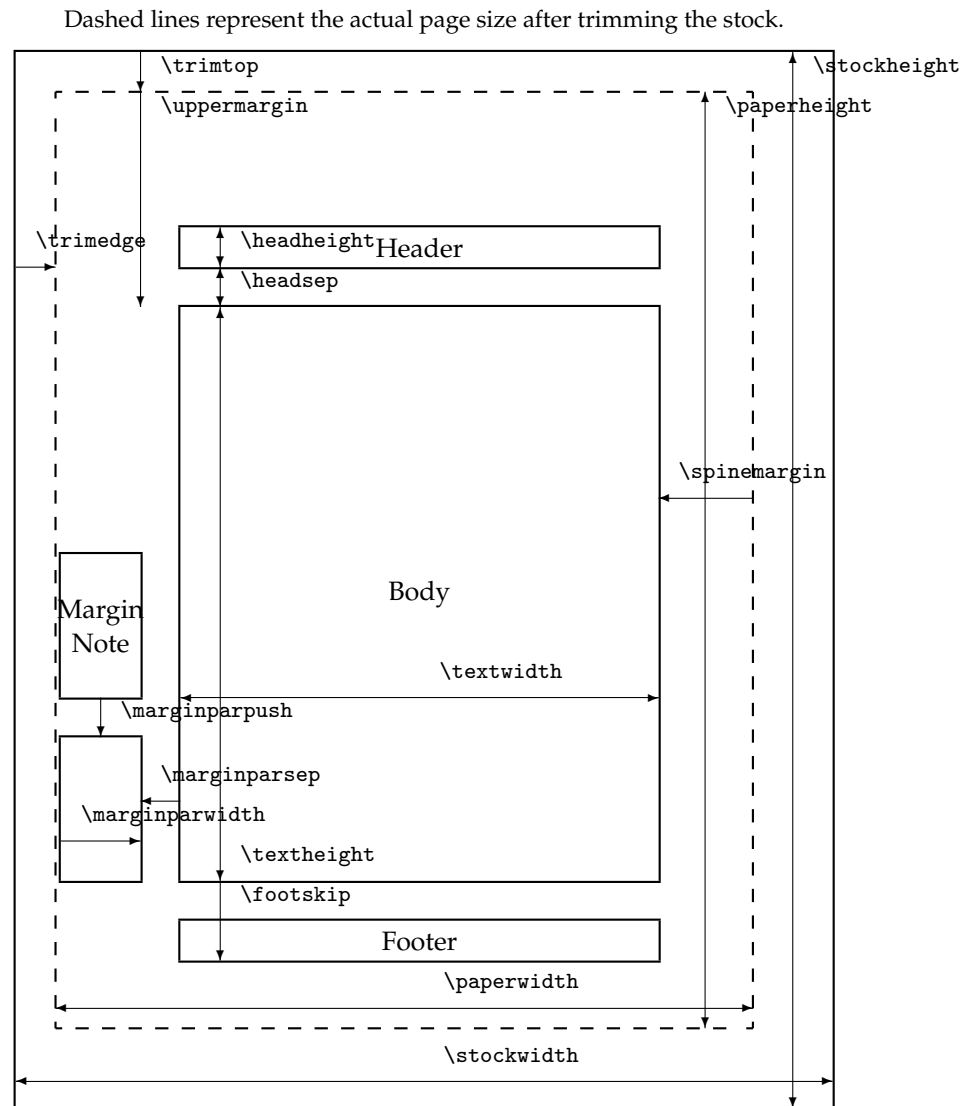 Dashed lines represent the actual page size after trimming the stock.
\trimtop
\stockheight
\uppermargin
\paperheight
\trimedge
\headheight
Header
\headsep
\spinemargin
Body
Margin
Note
\textwidth
\marginparpush
\marginparsep
\marginparwidth
\textheight
\footskip
Footer
\paperwidth
\stockwidth